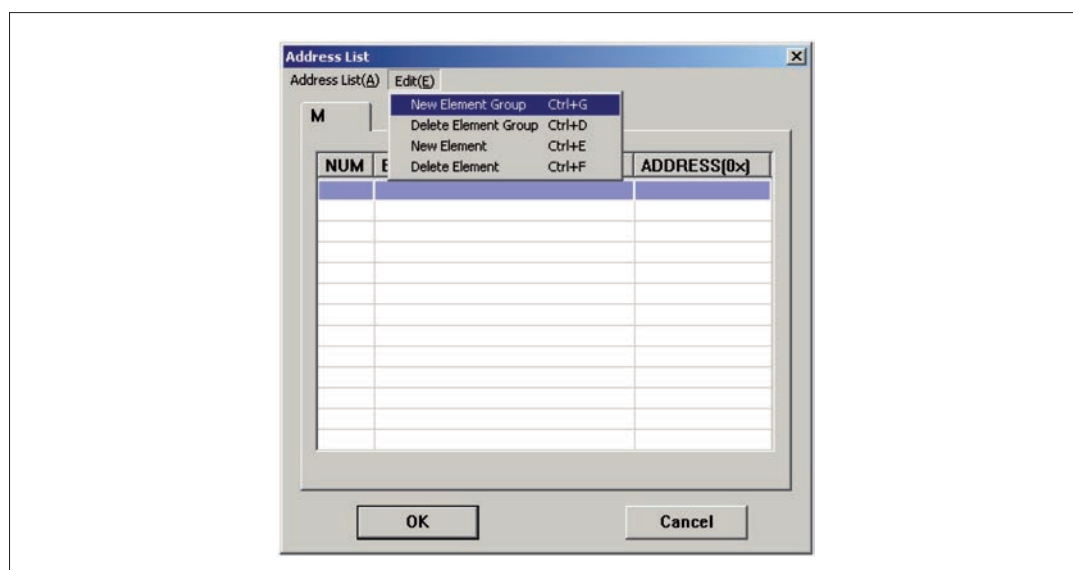 Address List
Address List(A) Edit(E)
New Element Group Ctrl+G
M
Delete Element Group Ctrl+D
New Element Ctrl+E
Delete Element Ctrl+F
NUM E ADDRESS(0x)
OK Cancel